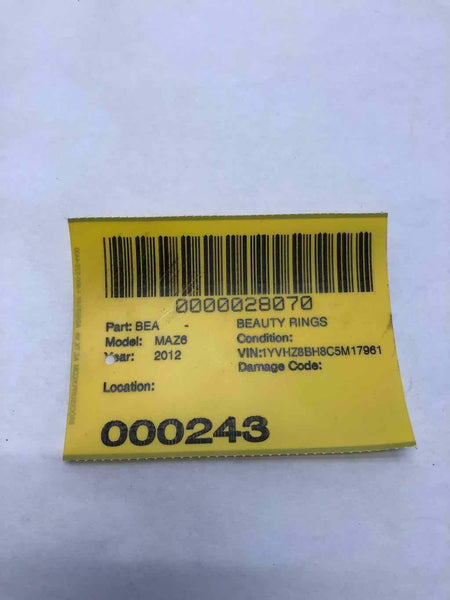 0000028070
Part: BEA - BEAUTY RINGS
Model: MAZ6 Condition:
Year: 2012 VIN:1YVHZ8BH8C5M17961
Damage Code:
Location:
000243